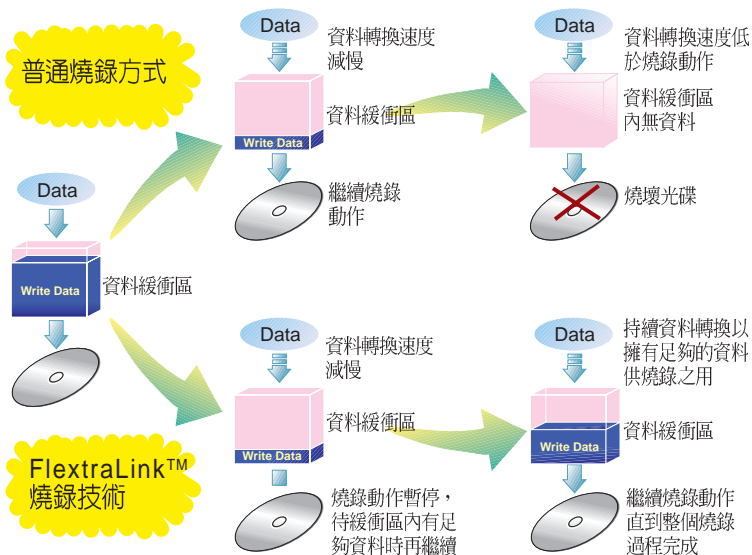 普通燒錄方式
Data
資料轉換速度
減慢
資料緩衝區
Write Data
繼續燒錄
動作
Data
資料轉換速度低
於燒錄動作
資料緩衝區
內無資料
燒壞光碟
Data
Write Data
資料緩衝區
FlextraLink™
燒錄技術
Data
資料轉換速度
減慢
資料緩衝區
Write Data
燒錄動作暫停，
待緩衝區內有足
夠資料時再繼續
Data
持續資料轉換以
擁有足夠的資料
供燒錄之用
資料緩衝區
Write Data
繼續燒錄動作
直到整個燒錄
過程完成